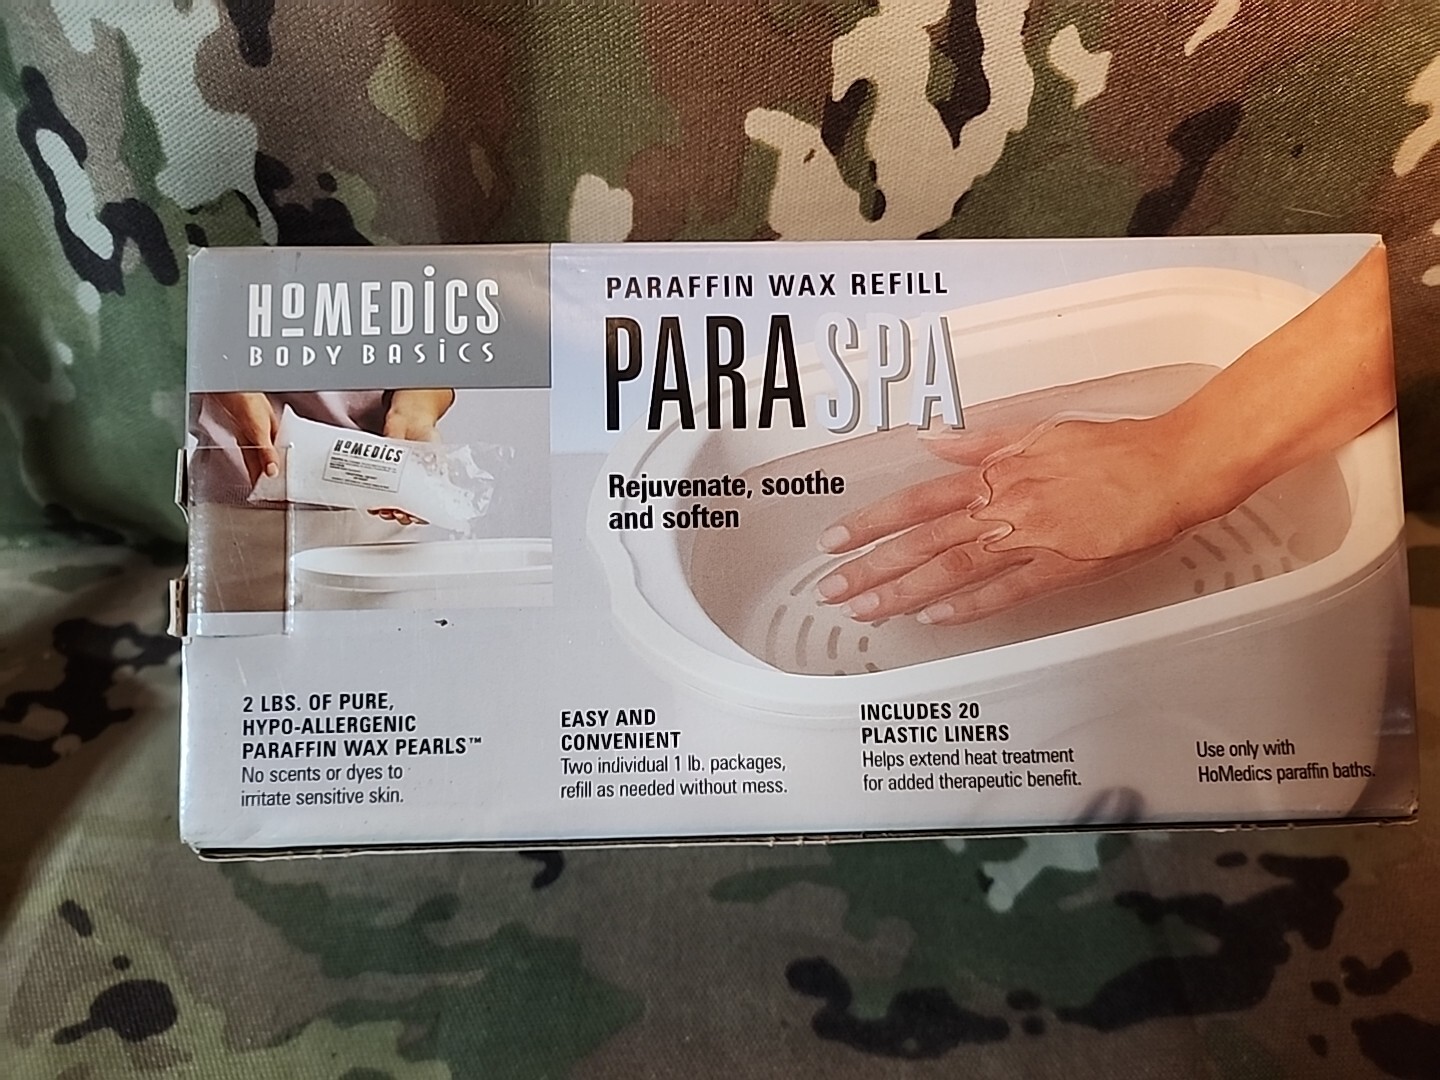 HoMEDiCS
BODY BASiCS
PARAFFIN WAX REFILL
PARASPA
Rejuvenate, soothe
and soften
HoMEDiCS
2 LBS. OF PURE,
HYPO-ALLERGENIC
PARAFFIN WAX PEARLS™
No scents or dyes to
irritate sensitive skin.
EASY AND
CONVENIENT
Two individual 1 lb. packages,
refill as needed without mess.
INCLUDES 20
PLASTIC LINERS
Helps extend heat treatment
for added therapeutic benefit.
Use only with
HoMedics paraffin baths.